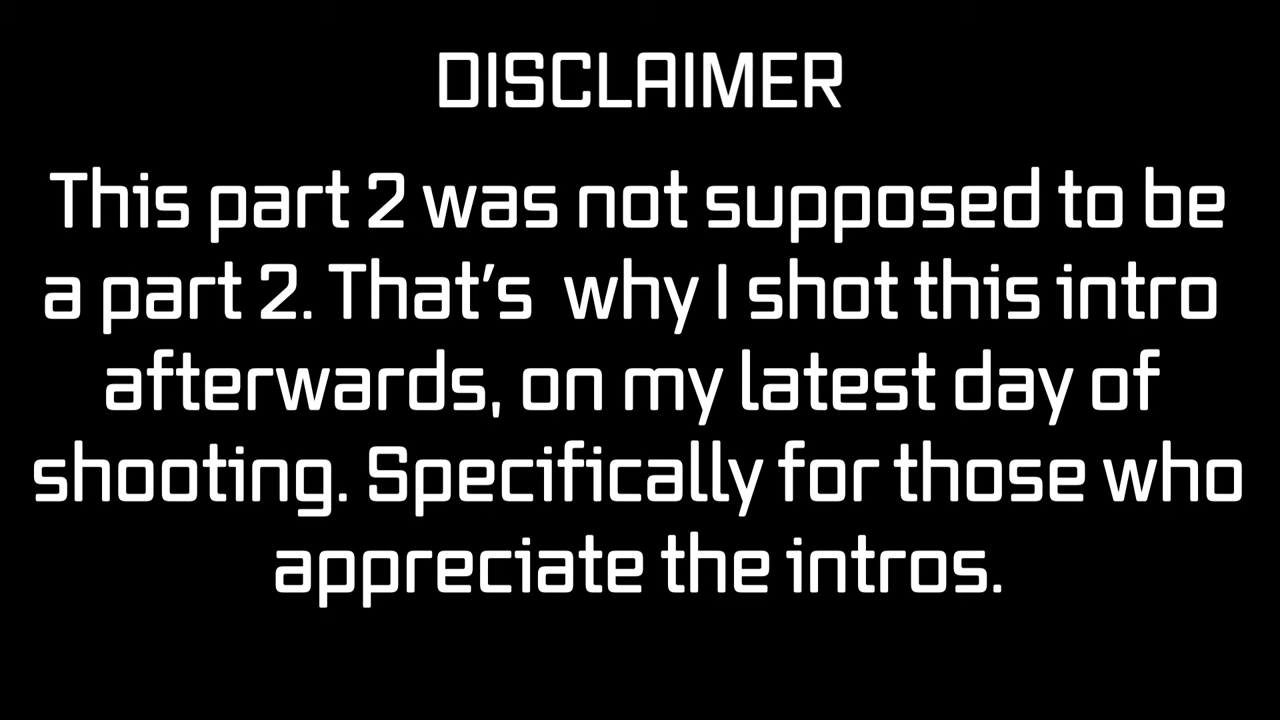 DISCLAIMER
This part 2 was not supposed to be
a part 2. That’s  why I shot this intro
afterwards, on my latest day of
shooting. Specifically for those who
appreciate the intros.